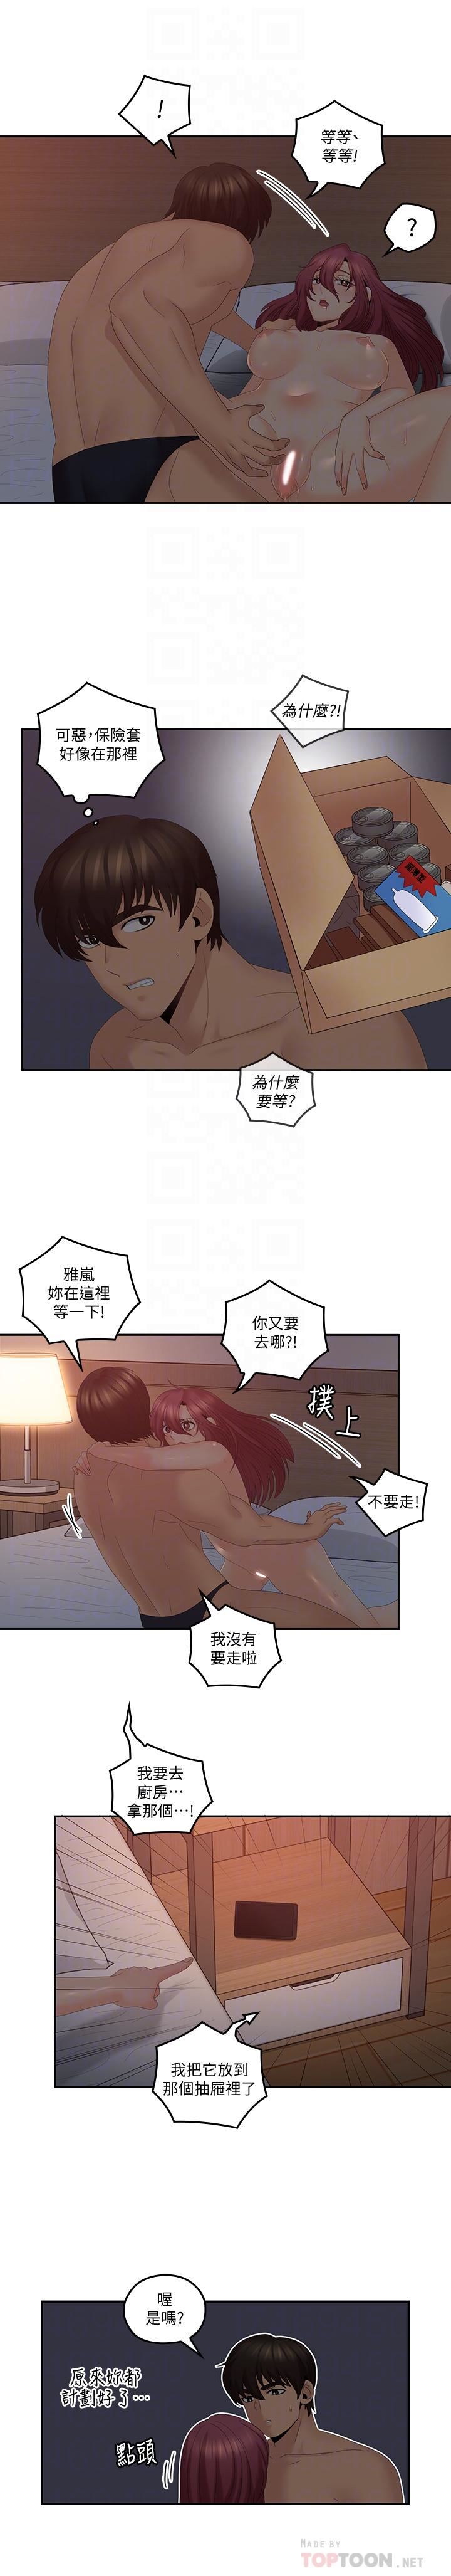 !
等等、
等等!
?
為什麼?!
可惡，保險套
好像在那裡
超薄型
為什麼
要等?
雅嵐
妳在這裡
等一下!
你又要
去哪?!
撲上
不要走!
我沒有
要走啦
我要去
廚房…
拿那個…!
我把它放到
那個抽屜裡了
喔
是嗎?
原來妳都
計劃好了…
點頭
MADE BY
TOPTOON.NET